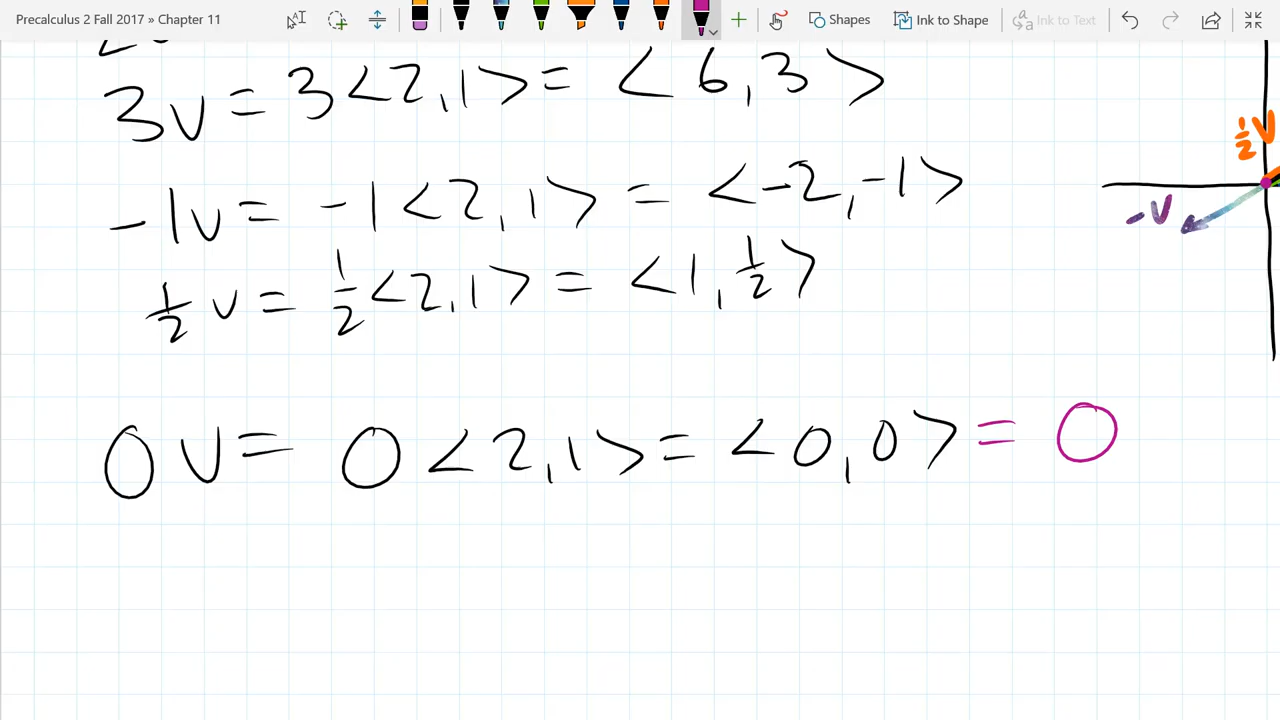 Precalculus 2 Fall 2017 » Chapter 11
Shapes
Ink to Shape
Ink to Text
3v = 3<2,1> = <6,3>
-1v = -1<2,1> = <-2,-1>
½v = ½<2,1> = <1,½>
0v = 0<2,1> = <0,0> = 0
½v
-v